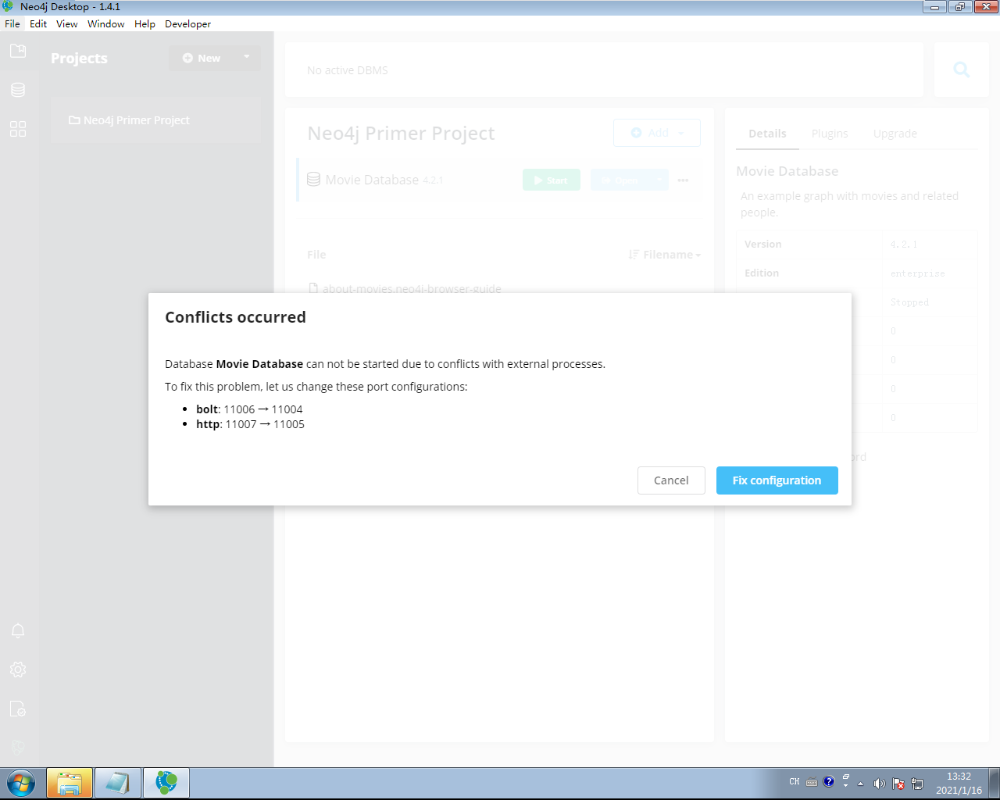 Neo4j Desktop - 1.4.1
File Edit View Window Help Developer
Projects
New
No active DBMS
Neo4j Primer Project
Neo4j Primer Project
Add
Movie Database 4.2.1
Start
Open
Details Plugins Upgrade
Movie Database
An example graph with movies and related
people.
File
Filename
Version 4.2.1
Edition enterprise
about-movies.neo4j-browser-guide
Stopped
0
0
0
0
Conflicts occurred
Database Movie Database can not be started due to conflicts with external processes.
To fix this problem, let us change these port configurations:
• bolt: 11006 → 11004
• http: 11007 → 11005
Cancel
Fix configuration
CH
13:32
2021/1/16